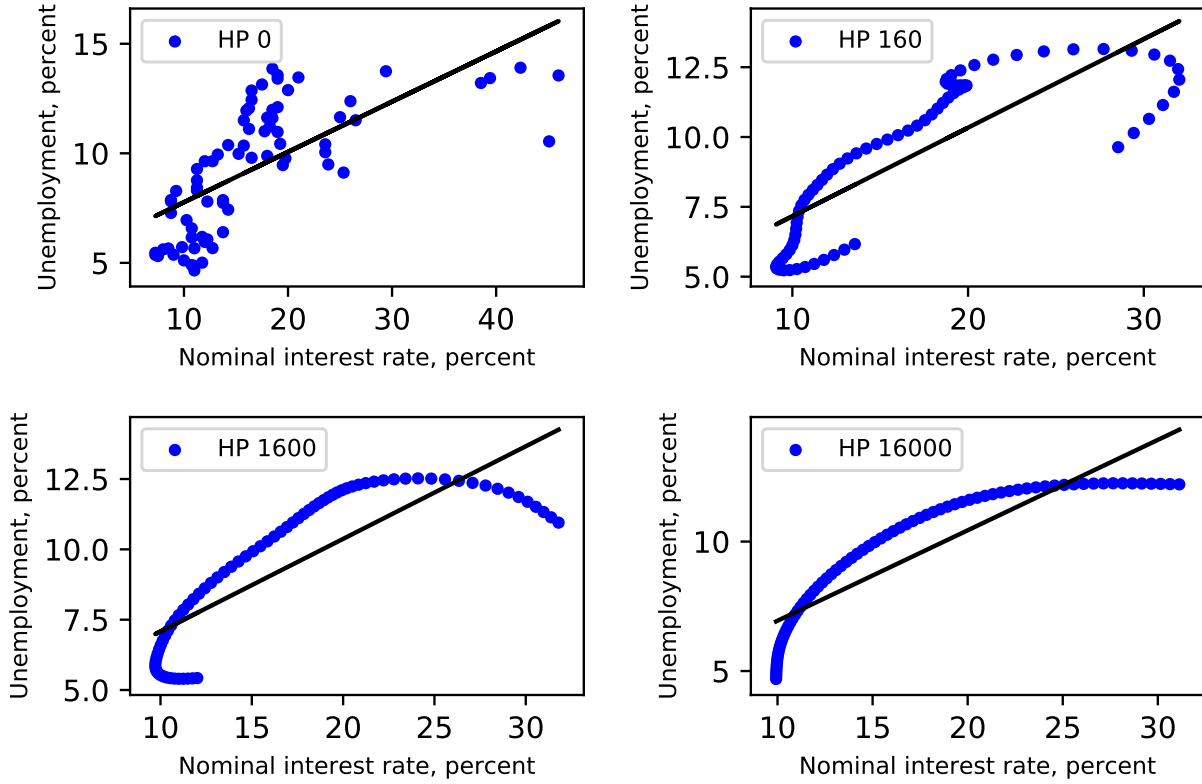 HP 0
Unemployment, percent
15
10
5
10
20
30
40
Nominal interest rate, percent
HP 160
Unemployment, percent
12.5
10.0
7.5
5.0
10
20
30
Nominal interest rate, percent
HP 1600
Unemployment, percent
12.5
10.0
7.5
5.0
10
15
20
25
30
Nominal interest rate, percent
HP 16000
Unemployment, percent
10
5
10
15
20
25
30
Nominal interest rate, percent